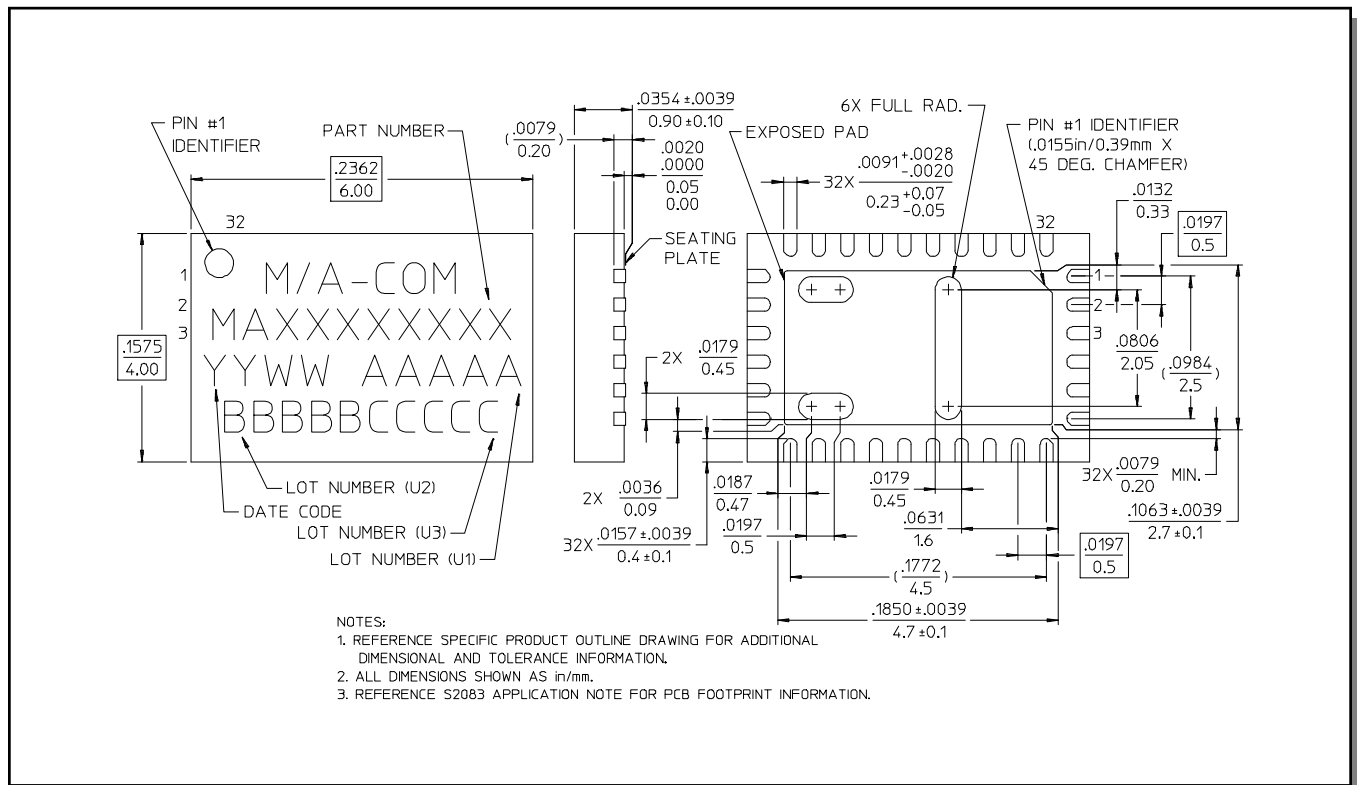 PIN #1
IDENTIFIER
PART NUMBER
.2362
6.00
32
1
2
3
.1575
4.00
M/A-COM
MAXXXXXXXXX
YYWW AAAAA
BBBBBCCCCC
LOT NUMBER (U2)
DATE CODE
LOT NUMBER (U3)
LOT NUMBER (U1)
.0354 ±.0039
0.90 ±0.10
(.0079
0.20)
.0020
.0000
0.05
0.00
SEATING
PLATE
EXPOSED PAD
6X FULL RAD.
PIN #1 IDENTIFIER
(.0155in/0.39mm X
45 DEG. CHAMFER)
32X .0091 +.0028 -.0020
0.23 +0.07 -0.05
32
.0132
0.33
.0197
0.5
1
2
3
2X .0179
0.45
.0806
2.05
(.0984
2.5)
2X .0036
0.09
.0187
0.47
.0179
0.45
32X .0079 MIN.
0.20
32X .0157 ±.0039
0.4 ±0.1
.0197
0.5
.0631
1.6
.1063 ±.0039
2.7 ±0.1
.0197
0.5
(.1772
4.5)
.1850 ±.0039
4.7 ±0.1
NOTES:
1. REFERENCE SPECIFIC PRODUCT OUTLINE DRAWING FOR ADDITIONAL
DIMENSIONAL AND TOLERANCE INFORMATION.
2. ALL DIMENSIONS SHOWN AS in/mm.
3. REFERENCE S2083 APPLICATION NOTE FOR PCB FOOTPRINT INFORMATION.